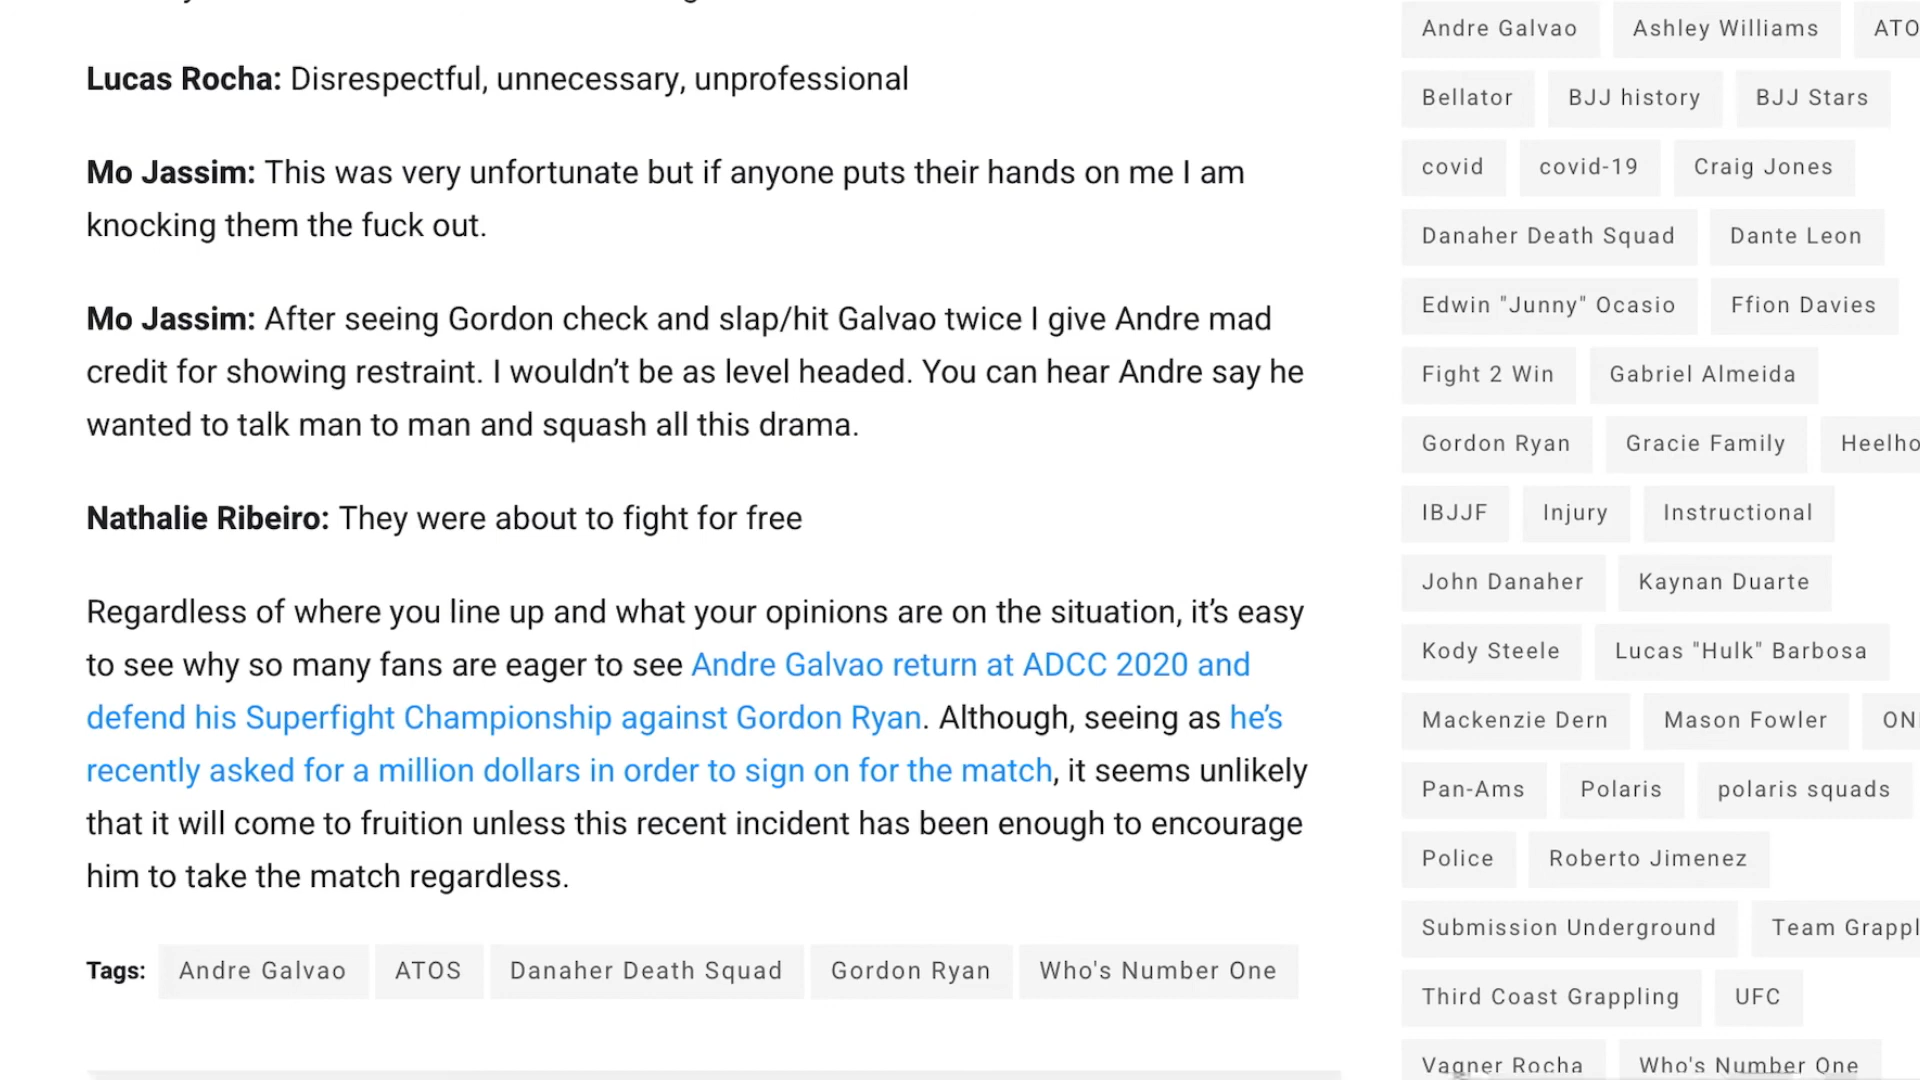 Lucas Rocha: Disrespectful, unnecessary, unprofessional
Mo Jassim: This was very unfortunate but if anyone puts their hands on me I am
knocking them the fuck out.
Mo Jassim: After seeing Gordon check and slap/hit Galvao twice I give Andre mad
credit for showing restraint. I wouldn’t be as level headed. You can hear Andre say he
wanted to talk man to man and squash all this drama.
Nathalie Ribeiro: They were about to fight for free
Regardless of where you line up and what your opinions are on the situation, it’s easy
to see why so many fans are eager to see Andre Galvao return at ADCC 2020 and
defend his Superfight Championship against Gordon Ryan. Although, seeing as he’s
recently asked for a million dollars in order to sign on for the match, it seems unlikely
that it will come to fruition unless this recent incident has been enough to encourage
him to take the match regardless.
Tags: Andre Galvao ATOS Danaher Death Squad Gordon Ryan Who's Number One
Andre Galvao Ashley Williams ATO
Bellator BJJ history BJJ Stars
covid covid-19 Craig Jones
Danaher Death Squad Dante Leon
Edwin "Junny" Ocasio Ffion Davies
Fight 2 Win Gabriel Almeida
Gordon Ryan Gracie Family Heelho
IBJJF Injury Instructional
John Danaher Kaynan Duarte
Kody Steele Lucas "Hulk" Barbosa
Mackenzie Dern Mason Fowler ON
Pan-Ams Polaris polaris squads
Police Roberto Jimenez
Submission Underground Team Grappl
Third Coast Grappling UFC
Vagner Rocha Who's Number One